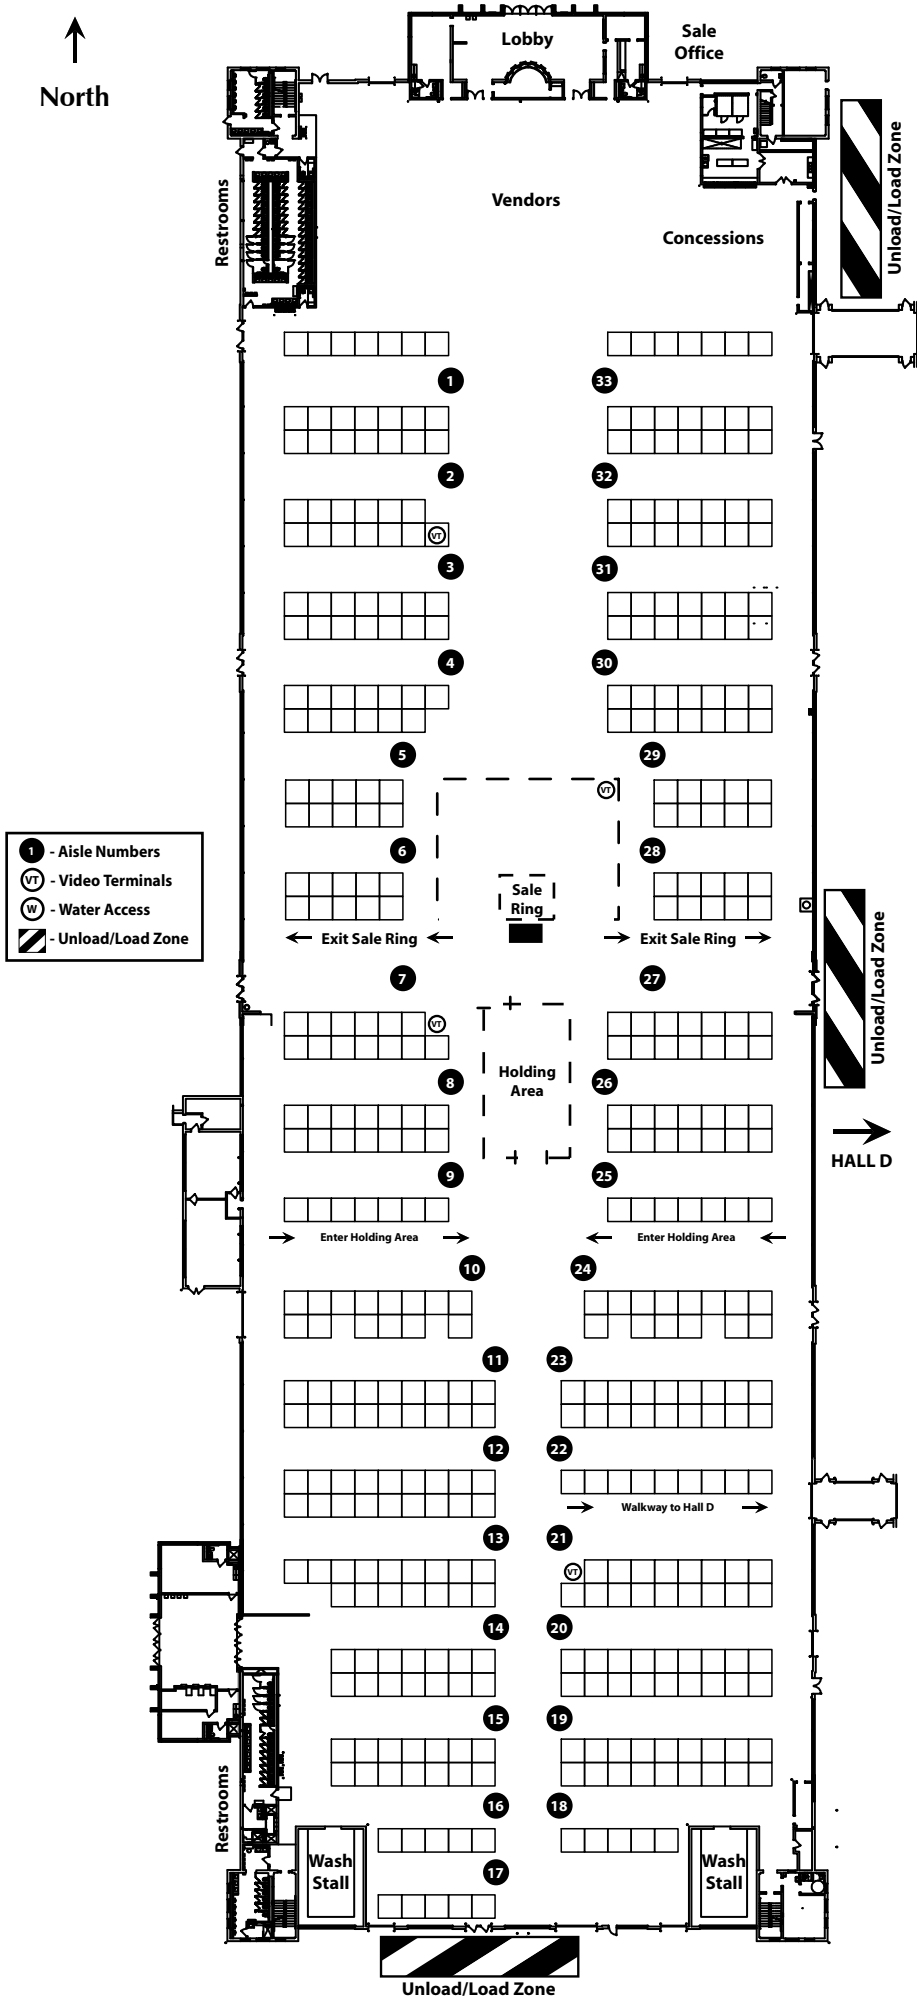 North
Lobby
Sale
Office
Restrooms
Vendors
Concessions
Unload/Load Zone
1
33
2
32
VT
3
31
4
30
5
29
VT
6
28
1 - Aisle Numbers
VT - Video Terminals
W - Water Access
- Unload/Load Zone
Sale
Ring
Exit Sale Ring
Exit Sale Ring
Unload/Load Zone
7
27
VT
Holding
Area
8
26
HALL D
9
25
Enter Holding Area
Enter Holding Area
10
24
11
23
12
22
Walkway to Hall D
13
21
VT
14
20
15
19
Restrooms
16
18
Wash
Stall
17
Wash
Stall
Unload/Load Zone